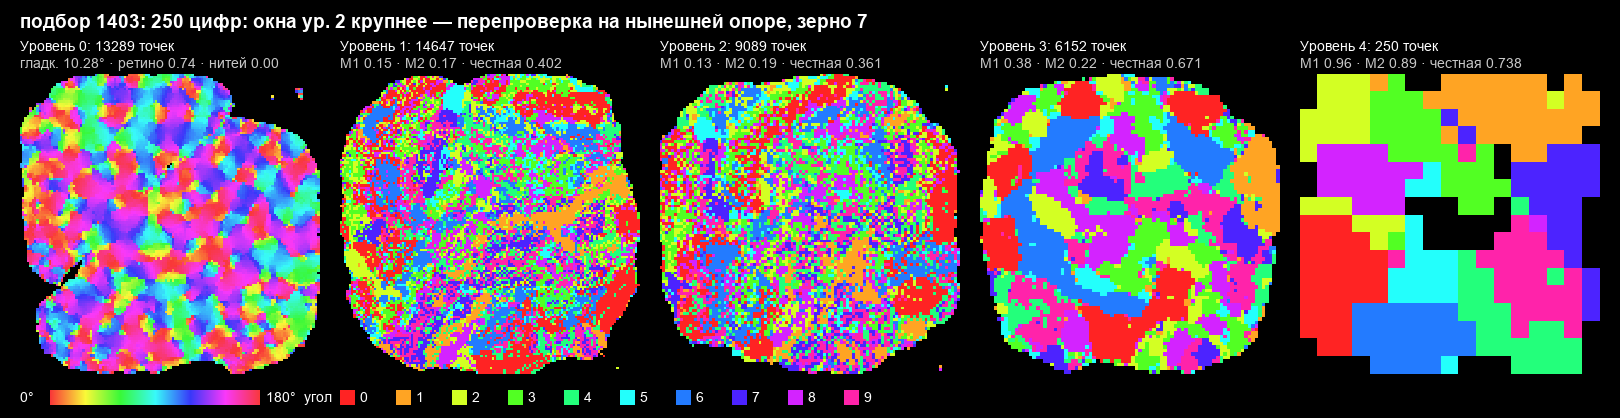 подбор 1403: 250 цифр: окна ур. 2 крупнее — перепроверка на нынешней опоре, зерно 7
Уровень 0: 13289 точек
гладк. 10.28° · ретино 0.74 · нитей 0.00
Уровень 1: 14647 точек
М1 0.15 · М2 0.17 · честная 0.402
Уровень 2: 9089 точек
М1 0.13 · М2 0.19 · честная 0.361
Уровень 3: 6152 точек
М1 0.38 · М2 0.22 · честная 0.671
Уровень 4: 250 точек
М1 0.96 · М2 0.89 · честная 0.738
0° 180° угол 0 1 2 3 4 5 6 7 8 9